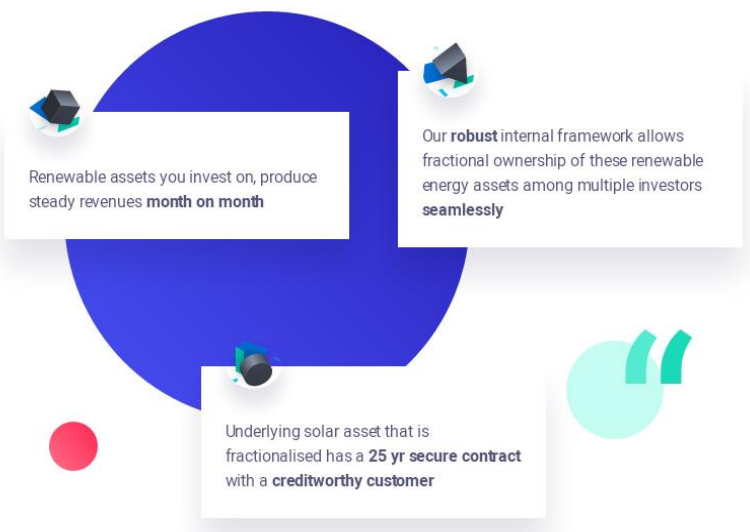 Renewable assets you invest on, produce
steady revenues month on month
Our robust internal framework allows
fractional ownership of these renewable
energy assets among multiple investors
seamlessly
Underlying solar asset that is
fractionalised has a 25 yr secure contract
with a creditworthy customer
“